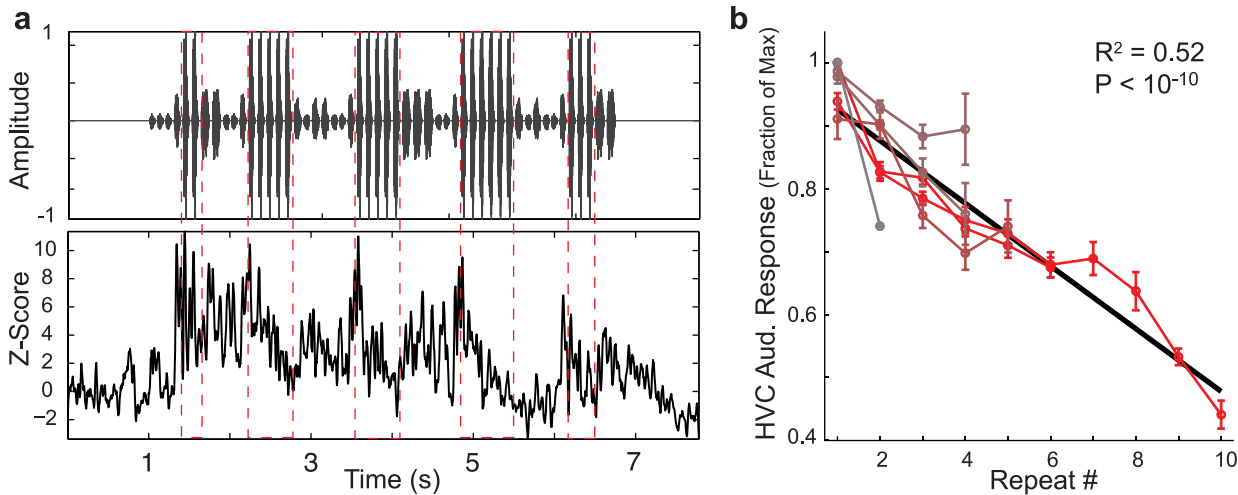 a
Amplitude
1
-1
Z-Score
10
8
6
4
2
0
−2
1
3
5
7
Time (s)
b
HVC Aud. Response (Fraction of Max)
1
0.8
0.6
0.4
R² = 0.52
P < 10⁻¹⁰
2
4
6
8
10
Repeat #